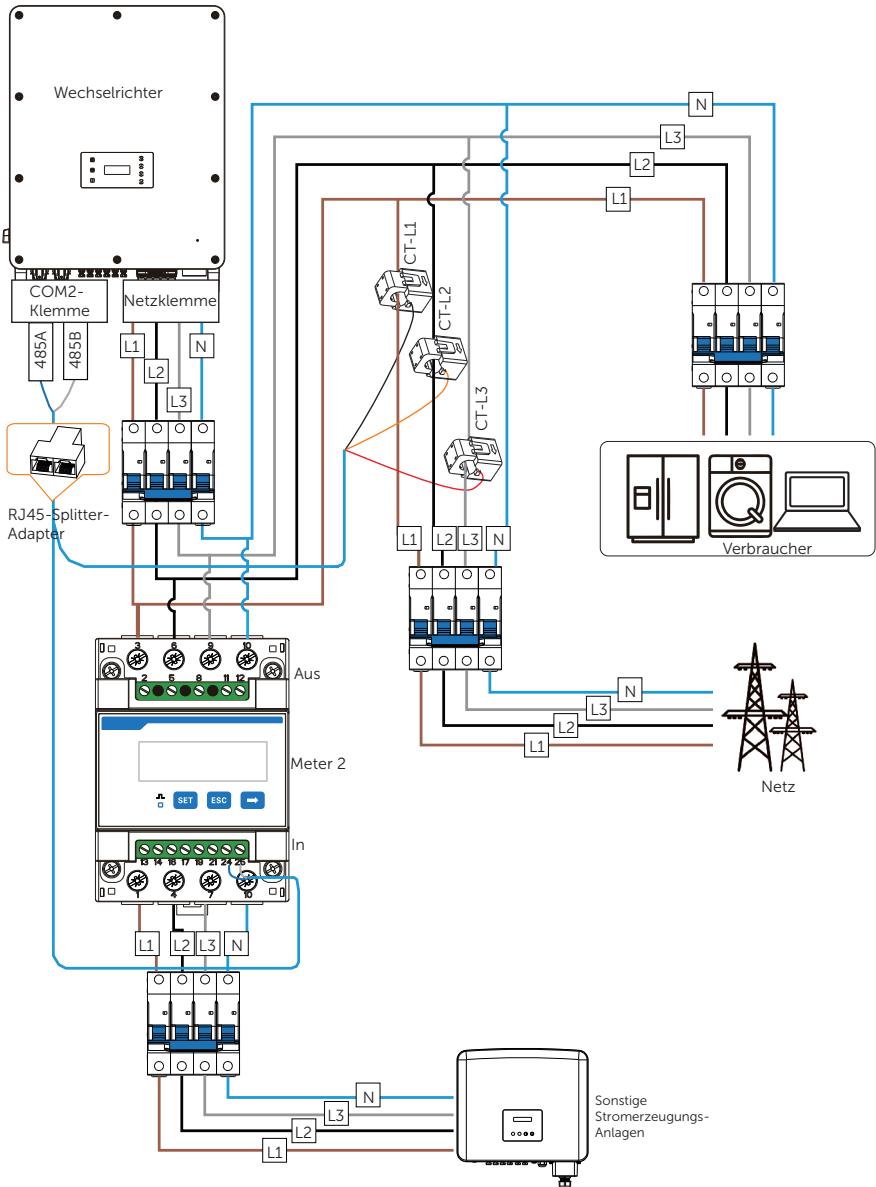 Wechselrichter
COM2-
Klemme
Netzklemme
485A
485B
L1
L2
L3
N
RJ45-Splitter-
Adapter
N
L3
L2
L1
CT-L1
CT-L2
CT-L3
L1
L2
L3
N
Verbraucher
N
L3
L2
L1
Netz
3
6
9
10
Aus
2
5
8
11
12
Meter 2
SET
ESC
In
13
14
16
17
19
21
24
25
1
4
7
10
L1
L2
L3
N
N
L3
L2
L1
Sonstige
Stromerzeugungs-
Anlagen